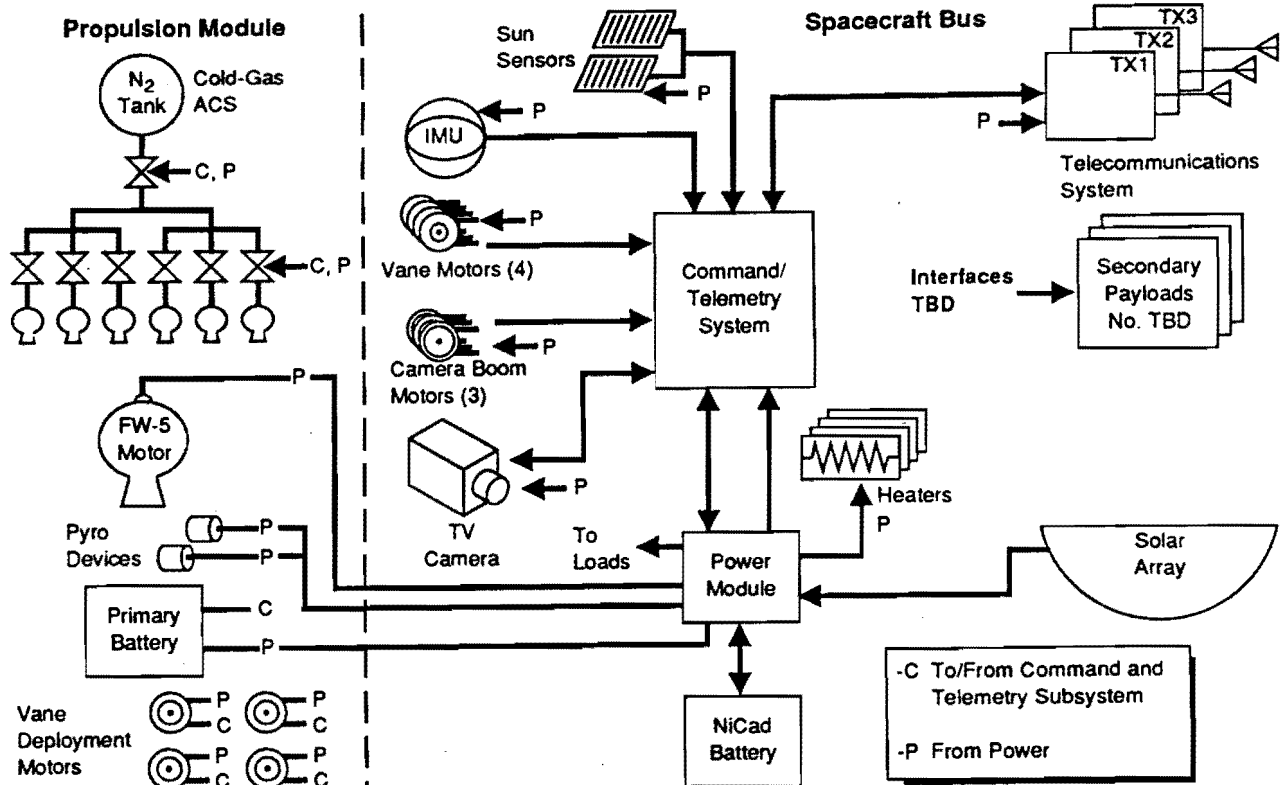 Propulsion Module
N2
Tank
Cold-Gas
ACS
C, P
C, P
P
FW-5
Motor
Pyro
Devices
P
P
Primary
Battery
C
P
Vane
Deployment
Motors
P
C
P
C
P
C
P
C
Spacecraft Bus
Sun
Sensors
P
IMU
P
P
Vane Motors (4)
P
Camera Boom
Motors (3)
P
TV
Camera
Command/
Telemetry
System
TX3
TX2
TX1
P
Telecommunications
System
Interfaces
TBD
Secondary
Payloads
No. TBD
Heaters
P
To
Loads
Power
Module
Solar
Array
NiCad
Battery
-C To/From Command and
Telemetry Subsystem
-P From Power